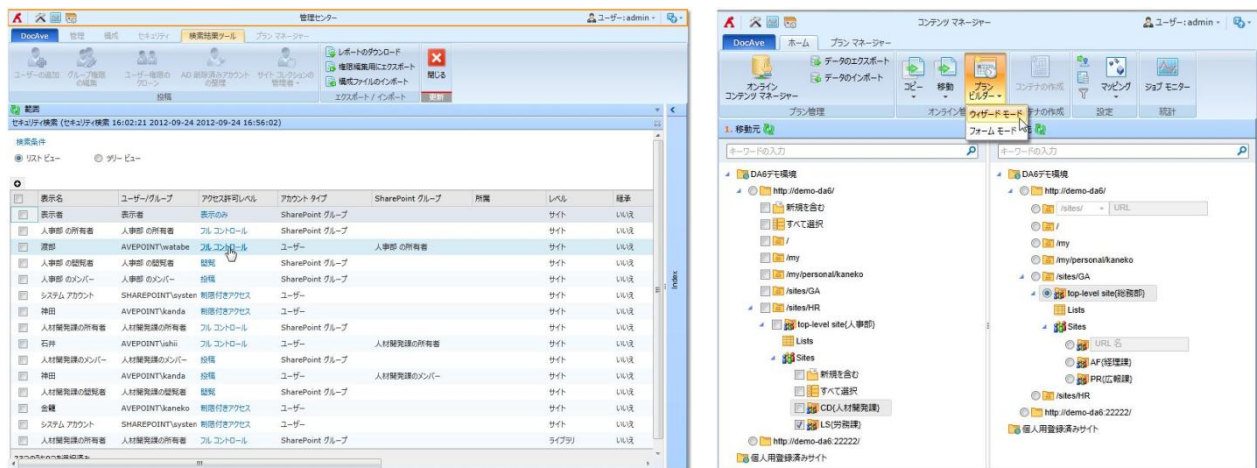 管理センター
ユーザー: admin
DocAve 管理 構成 セキュリティ 検索結果ツール プラン マネージャー
ユーザーの追加 グループ権限の編集 ユーザー権限のクローン AD 削除済みアカウントの管理 サイト コレクションの管理者
レポートのダウンロード
権限編集用にエクスポート
構成ファイルのインポート
閉じる
投稿 エクスポート / インポート 更新
範囲
セキュリティ検索 (セキュリティ検索 16:02:21 2012-09-24 2012-09-24 16:56:02)
検索条件
リスト ビュー ツリー ビュー
表示名 ユーザー/グループ アクセス許可レベル アカウント タイプ SharePoint グループ 所属 レベル 継承
表示者 表示者 表示のみ SharePoint グループ サイト いいえ
人事部 の所有者 人事部 の所有者 フル コントロール SharePoint グループ サイト いいえ
渡部 AVEPOINT\watabe フル コントロール ユーザー 人事部 の所有者 サイト いいえ
人事部 の閲覧者 人事部 の閲覧者 閲覧 SharePoint グループ サイト いいえ
人事部 のメンバー 人事部 のメンバー 投稿 SharePoint グループ サイト いいえ
システム アカウント SHAREPOINT\system 制限付きアクセス ユーザー サイト いいえ
神田 AVEPOINT\kanda 制限付きアクセス ユーザー サイト いいえ
人材開発課の所有者 人材開発課の所有者 フル コントロール SharePoint グループ サイト いいえ
石井 AVEPOINT\ishii フル コントロール ユーザー 人材開発課の所有者 サイト いいえ
人材開発課のメンバー 人材開発課のメンバー 投稿 SharePoint グループ サイト いいえ
神田 AVEPOINT\kanda 投稿 ユーザー 人材開発課のメンバー サイト いいえ
人材開発課の閲覧者 人材開発課の閲覧者 閲覧 SharePoint グループ サイト いいえ
金籠 AVEPOINT\kaneko 制限付きアクセス ユーザー サイト いいえ
システム アカウント SHAREPOINT\system 制限付きアクセス ユーザー サイト いいえ
人材開発課の所有者 人材開発課の所有者 フル コントロール SharePoint グループ ライブラリ いいえ
Index
コンテンツ マネージャー
ユーザー: admin
DocAve ホーム プラン マネージャー
オンライン コンテンツ マネージャー
データのエクスポート
データのインポート
コピー 移動 プラン ビルダー コンテナの作成 マッピング ジョブ モニター
プラン管理 設定 統計
ウィザード モード
フォーム モード
1. 移動元
キーワードの入力
DA6デモ環境
http://demo-da6/
新規を含む
すべて選択
/
/my
/my/personal/kaneko
/sites/GA
/sites/HR
top-level site(人事部)
Lists
Sites
新規を含む
すべて選択
CD(人材開発課)
LS(労務課)
http://demo-da6:22222/
個人用登録済みサイト
キーワードの入力
DA6デモ環境
http://demo-da6/
/sites/ URL
/
/my
/my/personal/kaneko
/sites/GA
top-level site(総務部)
Lists
Sites
URL 名
AF(経理課)
PR(広報課)
/sites/HR
http://demo-da6:22222/
個人用登録済みサイト